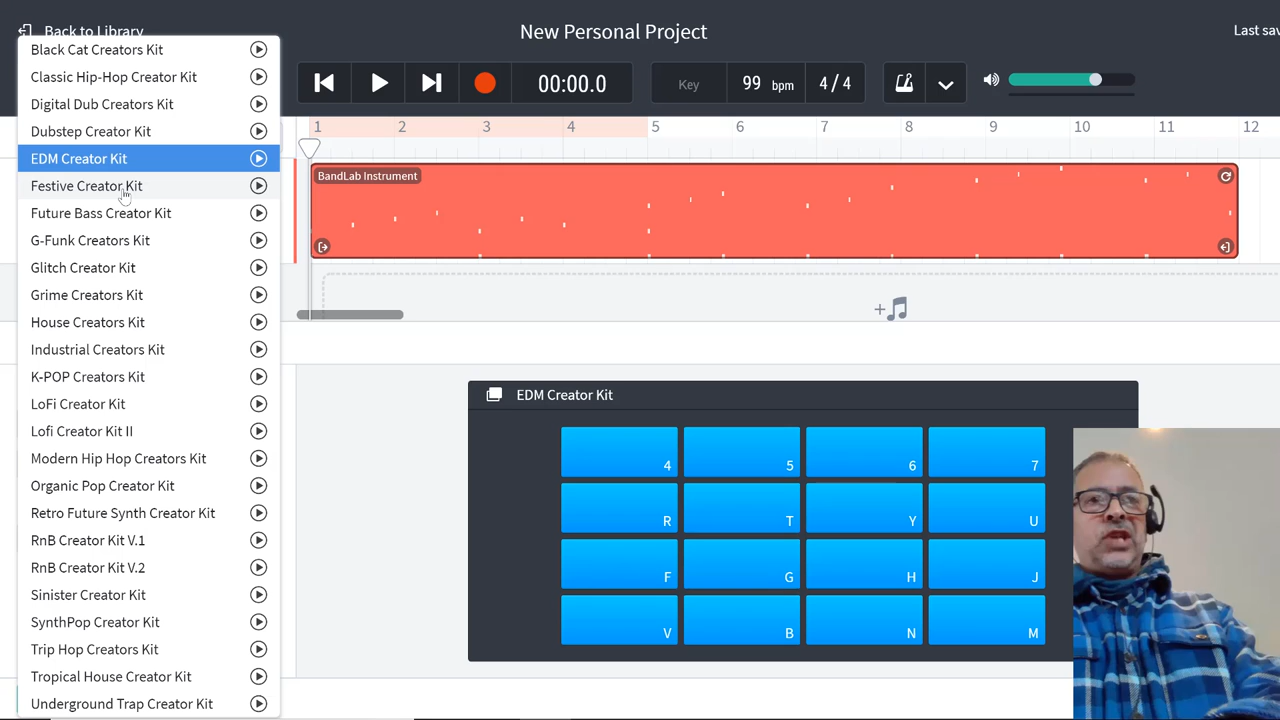 Back to Library
New Personal Project
Last sav
Black Cat Creators Kit
Classic Hip-Hop Creator Kit
Digital Dub Creators Kit
Dubstep Creator Kit
EDM Creator Kit
Festive Creator Kit
Future Bass Creator Kit
G-Funk Creators Kit
Glitch Creator Kit
Grime Creators Kit
House Creators Kit
Industrial Creators Kit
K-POP Creators Kit
LoFi Creator Kit
Lofi Creator Kit II
Modern Hip Hop Creators Kit
Organic Pop Creator Kit
Retro Future Synth Creator Kit
RnB Creator Kit V.1
RnB Creator Kit V.2
Sinister Creator Kit
SynthPop Creator Kit
Trip Hop Creators Kit
Tropical House Creator Kit
Underground Trap Creator Kit
00:00.0
Key
99 bpm
4 / 4
1 2 3 4 5 6 7 8 9 10 11 12
BandLab Instrument
EDM Creator Kit
4 5 6 7
R T Y U
F G H J
V B N M